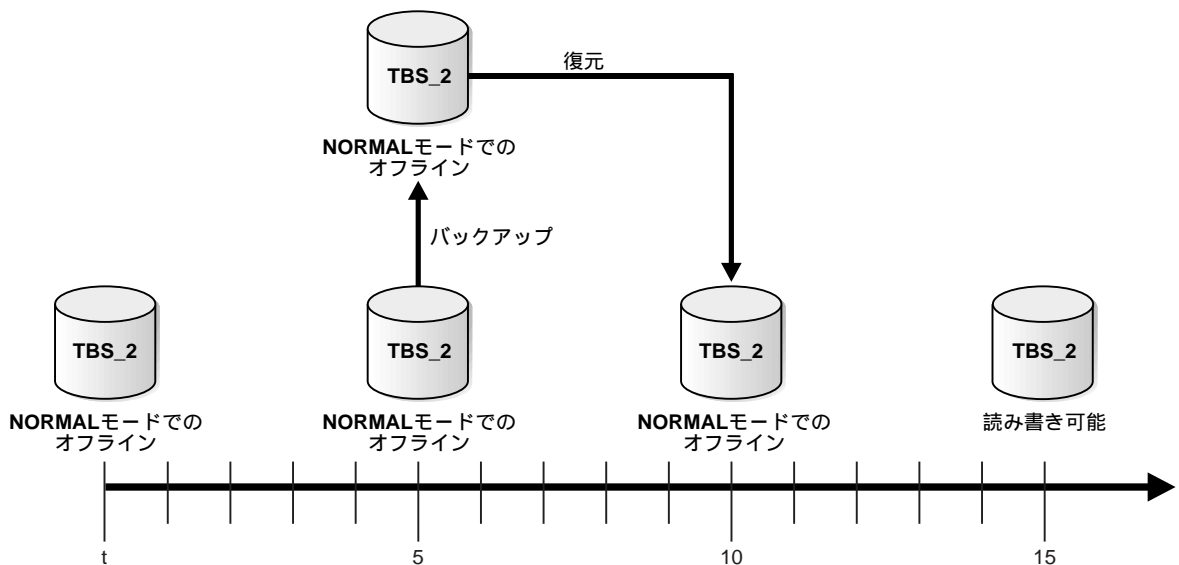 TBS_2
復元
NORMALモードでの
オフライン
バックアップ
TBS_2
NORMALモードでの
オフライン
TBS_2
NORMALモードでの
オフライン
TBS_2
NORMALモードでの
オフライン
TBS_2
読み書き可能
t
5
10
15